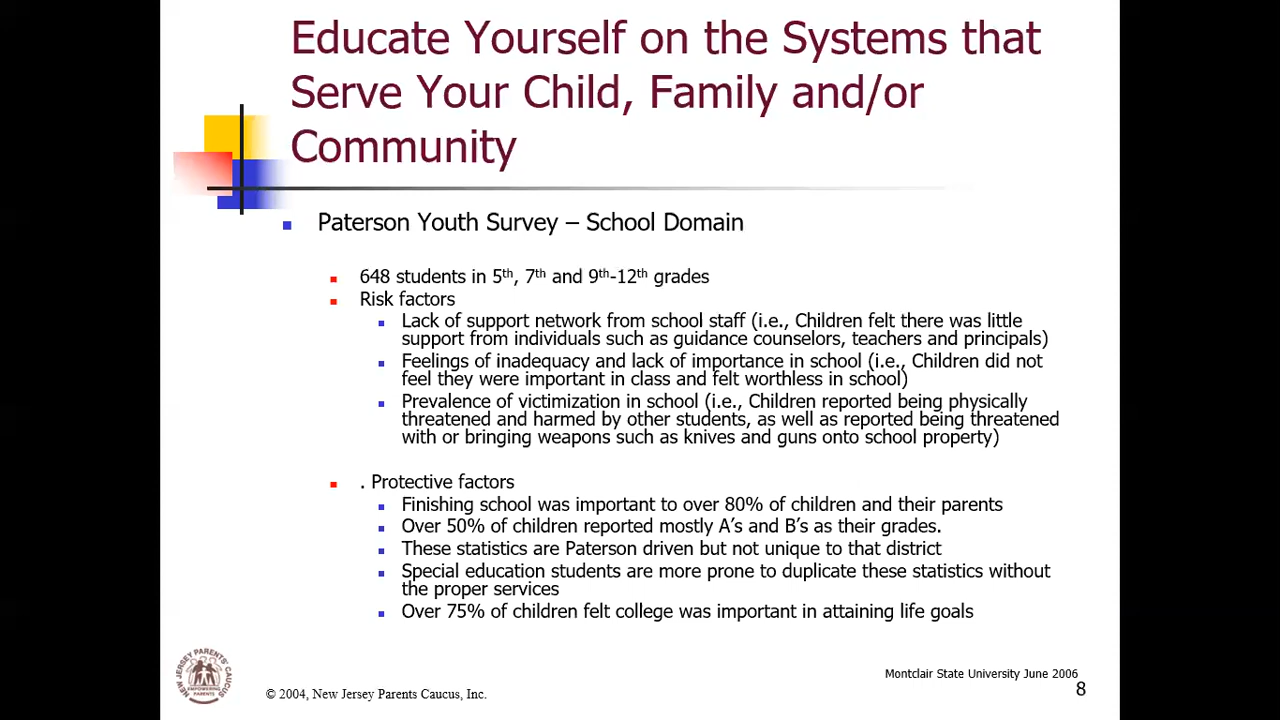 Educate Yourself on the Systems that
Serve Your Child, Family and/or
Community
Paterson Youth Survey – School Domain
648 students in 5th, 7th and 9th-12th grades
Risk factors
Lack of support network from school staff (i.e., Children felt there was little
support from individuals such as guidance counselors, teachers and principals)
Feelings of inadequacy and lack of importance in school (i.e., Children did not
feel they were important in class and felt worthless in school)
Prevalence of victimization in school (i.e., Children reported being physically
threatened and harmed by other students, as well as reported being threatened
with or bringing weapons such as knives and guns onto school property)
. Protective factors
Finishing school was important to over 80% of children and their parents
Over 50% of children reported mostly A’s and B’s as their grades.
These statistics are Paterson driven but not unique to that district
Special education students are more prone to duplicate these statistics without
the proper services
Over 75% of children felt college was important in attaining life goals
NEW JERSEY PARENTS' CAUCUS
EMPOWERING
PARENTS
© 2004, New Jersey Parents Caucus, Inc.
Montclair State University June 2006
8